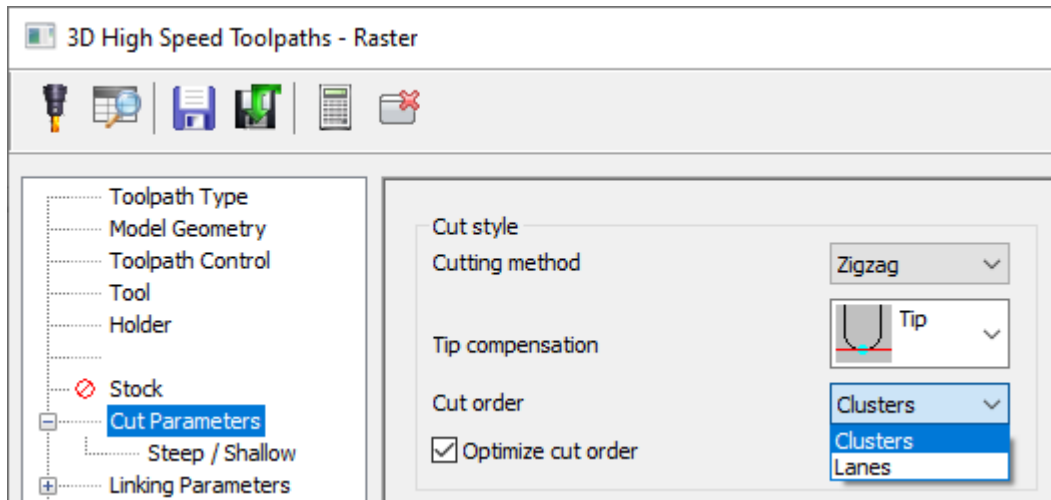 3D High Speed Toolpaths - Raster
Toolpath Type
Model Geometry
Toolpath Control
Tool
Holder
Stock
Cut Parameters
Steep / Shallow
Linking Parameters
Cut style
Cutting method Zigzag
Tip compensation Tip
Cut order Clusters
Clusters
Lanes
Optimize cut order